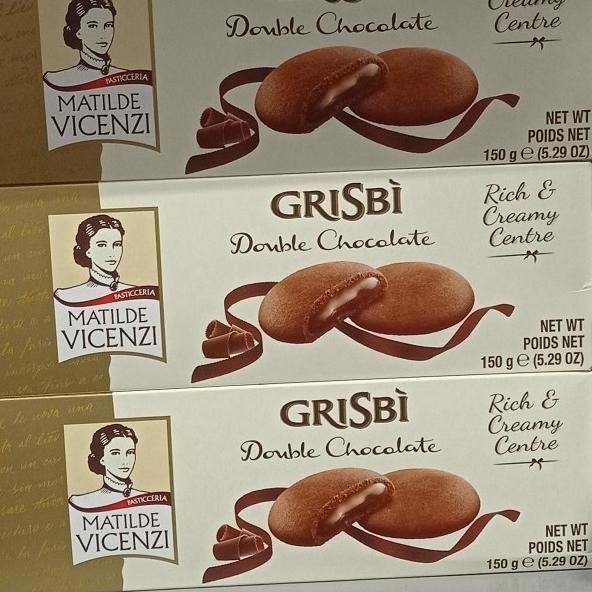 Double Chocolate
Creamy
Centre
PASTICCERIA
MATILDE
VICENZI
NET WT
POIDS NET
150 g e (5.29 OZ)
GRISBÌ
Double Chocolate
Rich &
Creamy
Centre
PASTICCERIA
MATILDE
VICENZI
NET WT
POIDS NET
150 g e (5.29 OZ)
GRISBÌ
Double Chocolate
Rich &
Creamy
Centre
PASTICCERIA
MATILDE
VICENZI
NET WT
POIDS NET
150 g e (5.29 OZ)